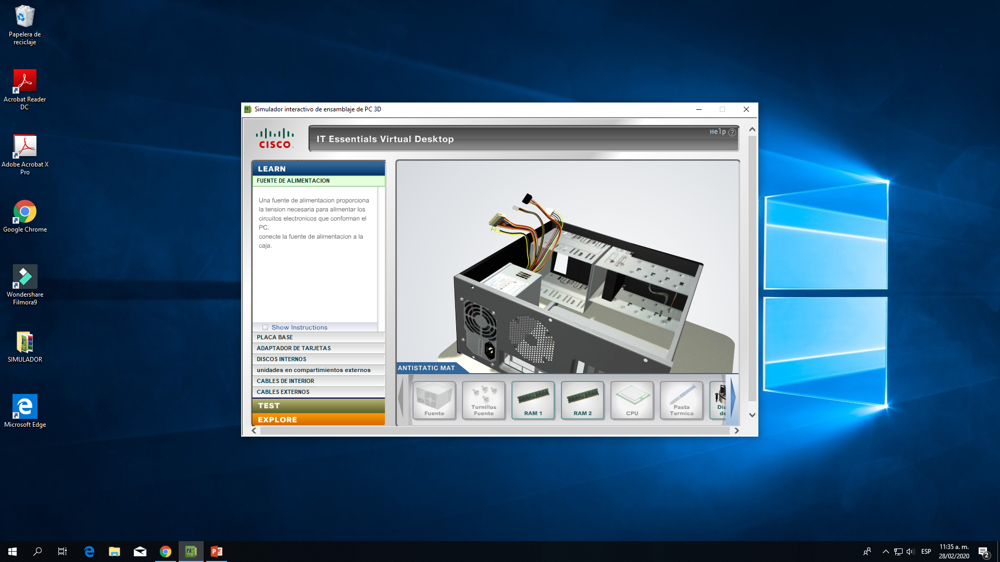 Papelera de
reciclaje
Acrobat Reader
DC
Adobe Acrobat X
Pro
Google Chrome
Wondershare
Filmora9
SIMULADOR
Microsoft Edge
Simulador interactivo de ensamblaje de PC 3D
CISCO
IT Essentials Virtual Desktop
Help ?
LEARN
FUENTE DE ALIMENTACION
Una fuente de alimentacion proporciona
la tension necesaria para alimentar los
circuitos electronicos que conforman el
PC.
conecte la fuente de alimentacion a la
caja.
Show Instructions
PLACA BASE
ADAPTADOR DE TARJETAS
DISCOS INTERNOS
unidades en compartimientos externos
CABLES DE INTERIOR
CABLES EXTERNOS
TEST
EXPLORE
ANTISTATIC MAT
Fuente
Tornillos
Fuente
RAM 1
RAM 2
CPU
Pasta
Termica
Dis
de
ESP
11:35 a. m.
28/02/2020
2